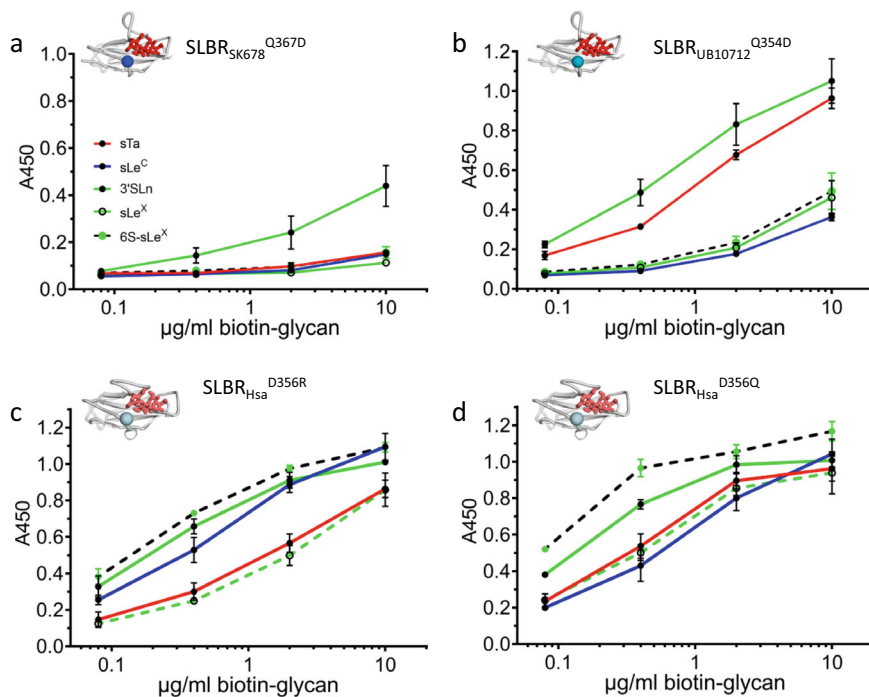 a
SLBR_SK678^Q367D
1.0
0.8
0.6
0.4
0.2
0.0
A450
sTa
sLe^C
3'SLn
sLe^X
6S-sLe^X
0.1 1 10
µg/ml biotin-glycan
b
SLBR_UB10712^Q354D
1.2
1.0
0.8
0.6
0.4
0.2
0.0
A450
0.1 1 10
µg/ml biotin-glycan
c
SLBR_Hsa^D356R
1.2
1.0
0.8
0.6
0.4
0.2
0.0
A450
0.1 1 10
µg/ml biotin-glycan
d
SLBR_Hsa^D356Q
1.2
1.0
0.8
0.6
0.4
0.2
0.0
A450
0.1 1 10
µg/ml biotin-glycan